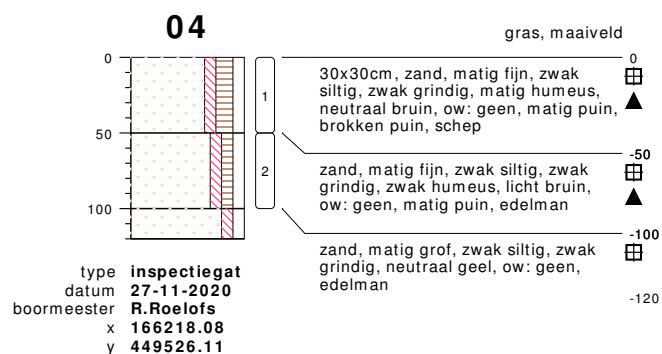 04
gras, maaiveld
0
50
100
1
2
0
30x30cm, zand, matig fijn, zwak
siltig, zwak grindig, matig humeus,
neutraal bruin, ow: geen, matig puin,
brokken puin, schep
-50
zand, matig fijn, zwak siltig, zwak
grindig, zwak humeus, licht bruin,
ow: geen, matig puin, edelman
-100
zand, matig grof, zwak siltig, zwak
grindig, neutraal geel, ow: geen,
edelman
-120
type inspectiegat
datum 27-11-2020
boormeester R.Roelofs
x 166218.08
y 449526.11